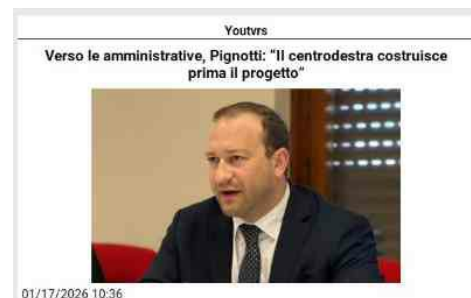 Youtvrs
Verso le amministrative, Pignotti: “Il centrodestra costruisce
prima il progetto”
01/17/2026 10:36